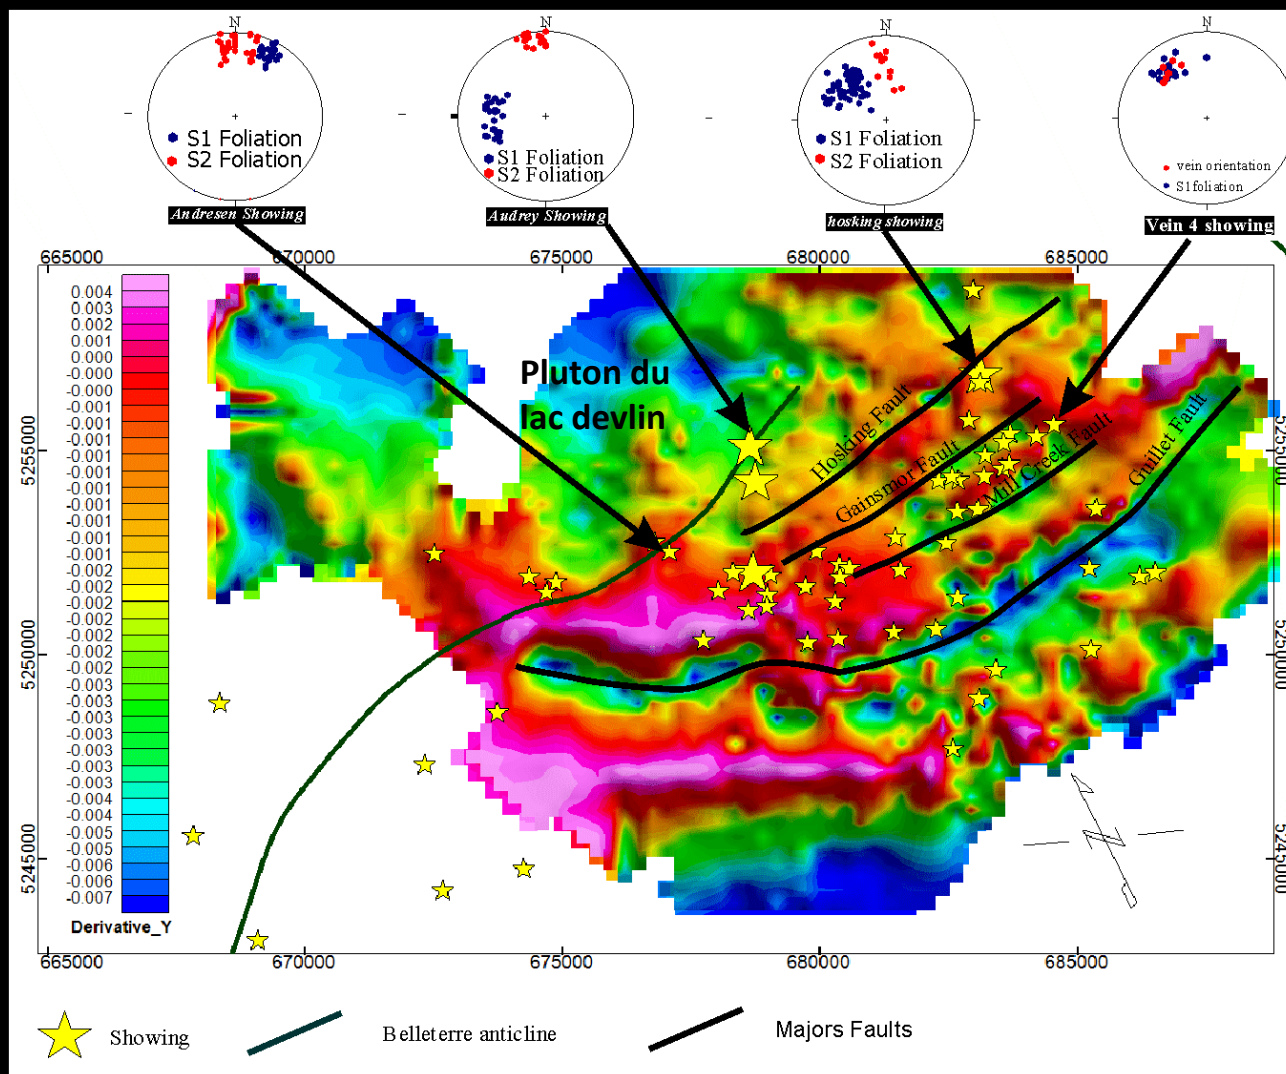 N
N
N
N
S1 Foliation
S2 Foliation
S1 Foliation
S2 Foliation
S1 Foliation
S2 Foliation
vein orientation
S1foliation
Andresen Showing
Audrey Showing
hosking showing
Vein 4 showing
665000
670000
675000
680000
685000
0.004
0.003
0.002
0.001
0.000
-0.000
-0.001
-0.001
-0.001
-0.001
-0.001
-0.001
-0.001
-0.001
-0.001
-0.001
-0.001
-0.002
-0.002
-0.002
-0.002
-0.002
-0.002
-0.002
-0.003
-0.003
-0.003
-0.003
-0.003
-0.003
-0.003
-0.004
-0.004
-0.005
-0.005
-0.006
-0.006
-0.007
Derivative_Y
Pluton du
lac devlin
Hosking Fault
Gainsmor Fault
Mill Creek Fault
Guillet Fault
5255000
5250000
5245000
5255000
5250000
5245000
665000
670000
675000
680000
685000
Showing
Belleterre anticline
Majors Faults